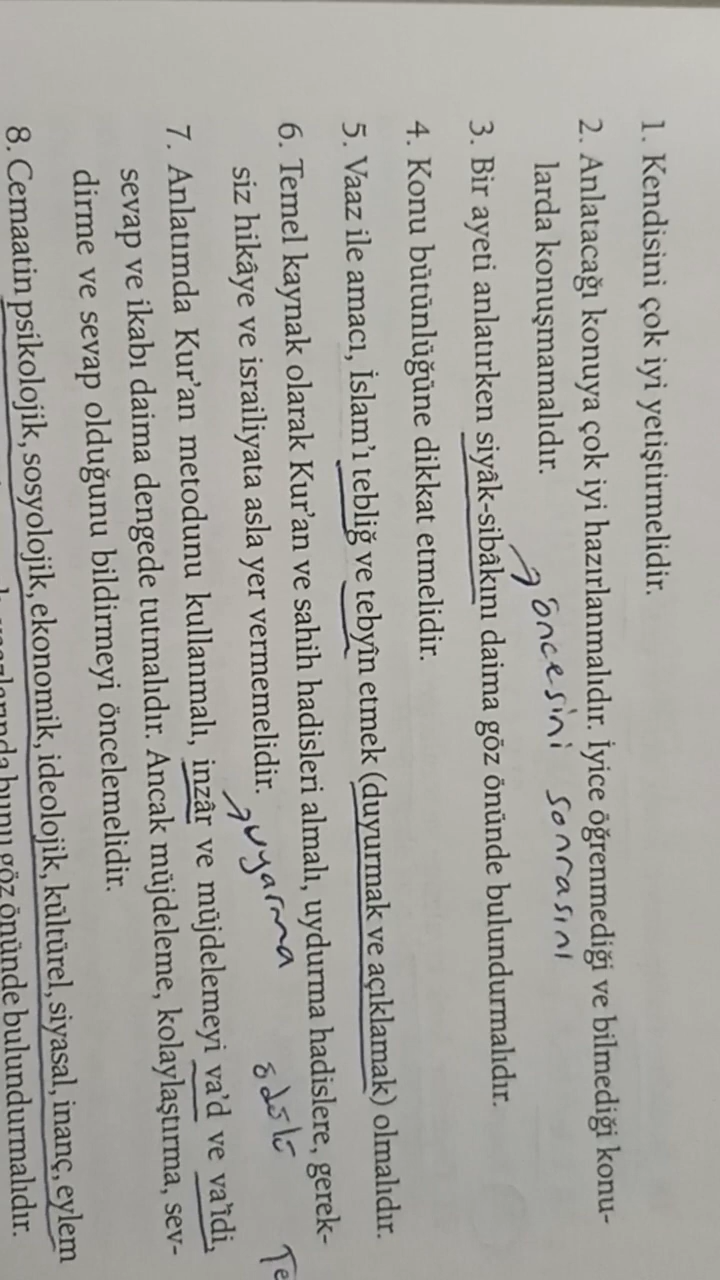 1. Kendisini çok iyi yetiştirmelidir.
2. Anlatacağı konuya çok iyi hazırlanmalıdır. İyice öğrenmediği ve bilmediği konu-
larda konuşmamalıdır.
öncesini sonrasını
3. Bir ayeti anlatırken siyâk-sibâkını daima göz önünde bulundurmalıdır.
4. Konu bütünlüğüne dikkat etmelidir.
5. Vaaz ile amacı, İslam'ı tebliğ ve tebyîn etmek (duyurmak ve açıklamak) olmalıdır.
6. Temel kaynak olarak Kur'an ve sahih hadisleri almalı, uydurma hadislere, gerek-
siz hikâye ve israiliyata asla yer vermemelidir.
uyarma ödül
7. Anlatımda Kur'an metodunu kullanmalı, inzâr ve müjdelemeyi va'd ve va'îdi,
sevap ve ikabı daima dengede tutmalıdır. Ancak müjdeleme, kolaylaştırma, sev-
dirme ve sevap olduğunu bildirmeyi öncelemelidir.
8. Cemaatin psikolojik, sosyolojik, ekonomik, ideolojik, kültürel, siyasal, inanç, eylem
bunu göz önünde bulundurmalıdır.